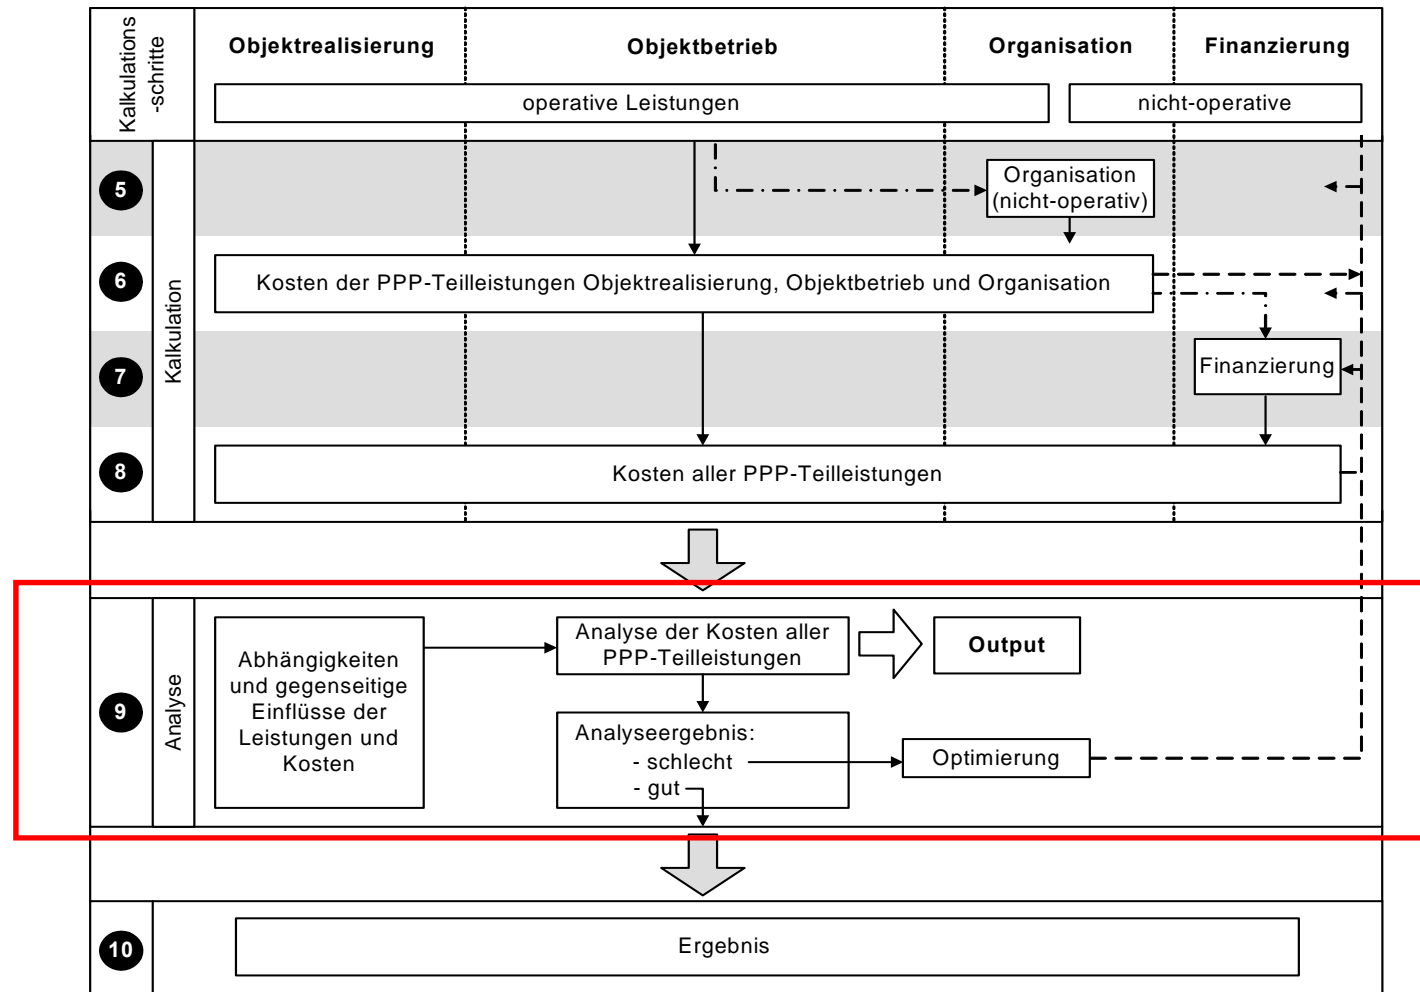 Kalkulations
-schritte
Objektrealisierung
Objektbetrieb
Organisation
Finanzierung
operative Leistungen
nicht-operative
Kalkulation
5
Organisation
(nicht-operativ)
6
Kosten der PPP-Teilleistungen Objektrealisierung, Objektbetrieb und Organisation
7
Finanzierung
8
Kosten aller PPP-Teilleistungen
9
Analyse
Abhängigkeiten
und gegenseitige
Einflüsse der
Leistungen und
Kosten
Analyse der Kosten aller
PPP-Teilleistungen
Output
Analyseergebnis:
- schlecht
- gut
Optimierung
10
Ergebnis